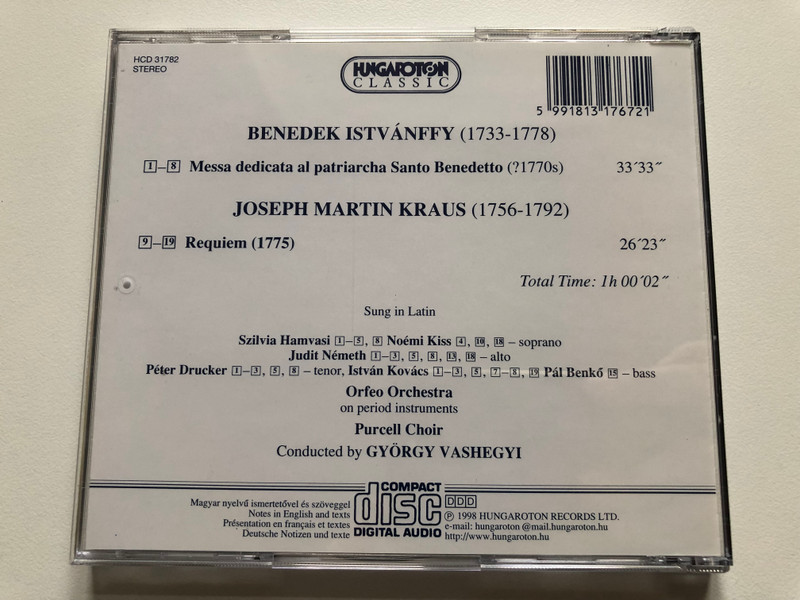 HCD 31782
STEREO
HUNGAROTON
CLASSIC
5 991813 176721
BENEDEK ISTVÁNFFY (1733-1778)
1–8 Messa dedicata al patriarcha Santo Benedetto (?1770s) 33´33˝
JOSEPH MARTIN KRAUS (1756-1792)
9–19 Requiem (1775) 26´23˝
Total Time: 1h 00´02˝
Sung in Latin
Szilvia Hamvasi 1–5, 8 Noémi Kiss 4, 10, 18 – soprano
Judit Németh 1–3, 5, 8, 13, 18 – alto
Péter Drucker 1–3, 5, 8 – tenor, István Kovács 1–3, 5, 7–8, 19 Pál Benkő 15 – bass
Orfeo Orchestra
on period instruments
Purcell Choir
Conducted by GYÖRGY VASHEGYI
Magyar nyelvű ismertetővel és szöveggel
Notes in English and texts
Présentation en français et textes
Deutsche Notizen und texte
COMPACT
disc
DIGITAL AUDIO
DDD
℗ 1998 HUNGAROTON RECORDS LTD.
e-mail: hungaroton @mail.hungaroton.hu
http://www.hungaroton.hu